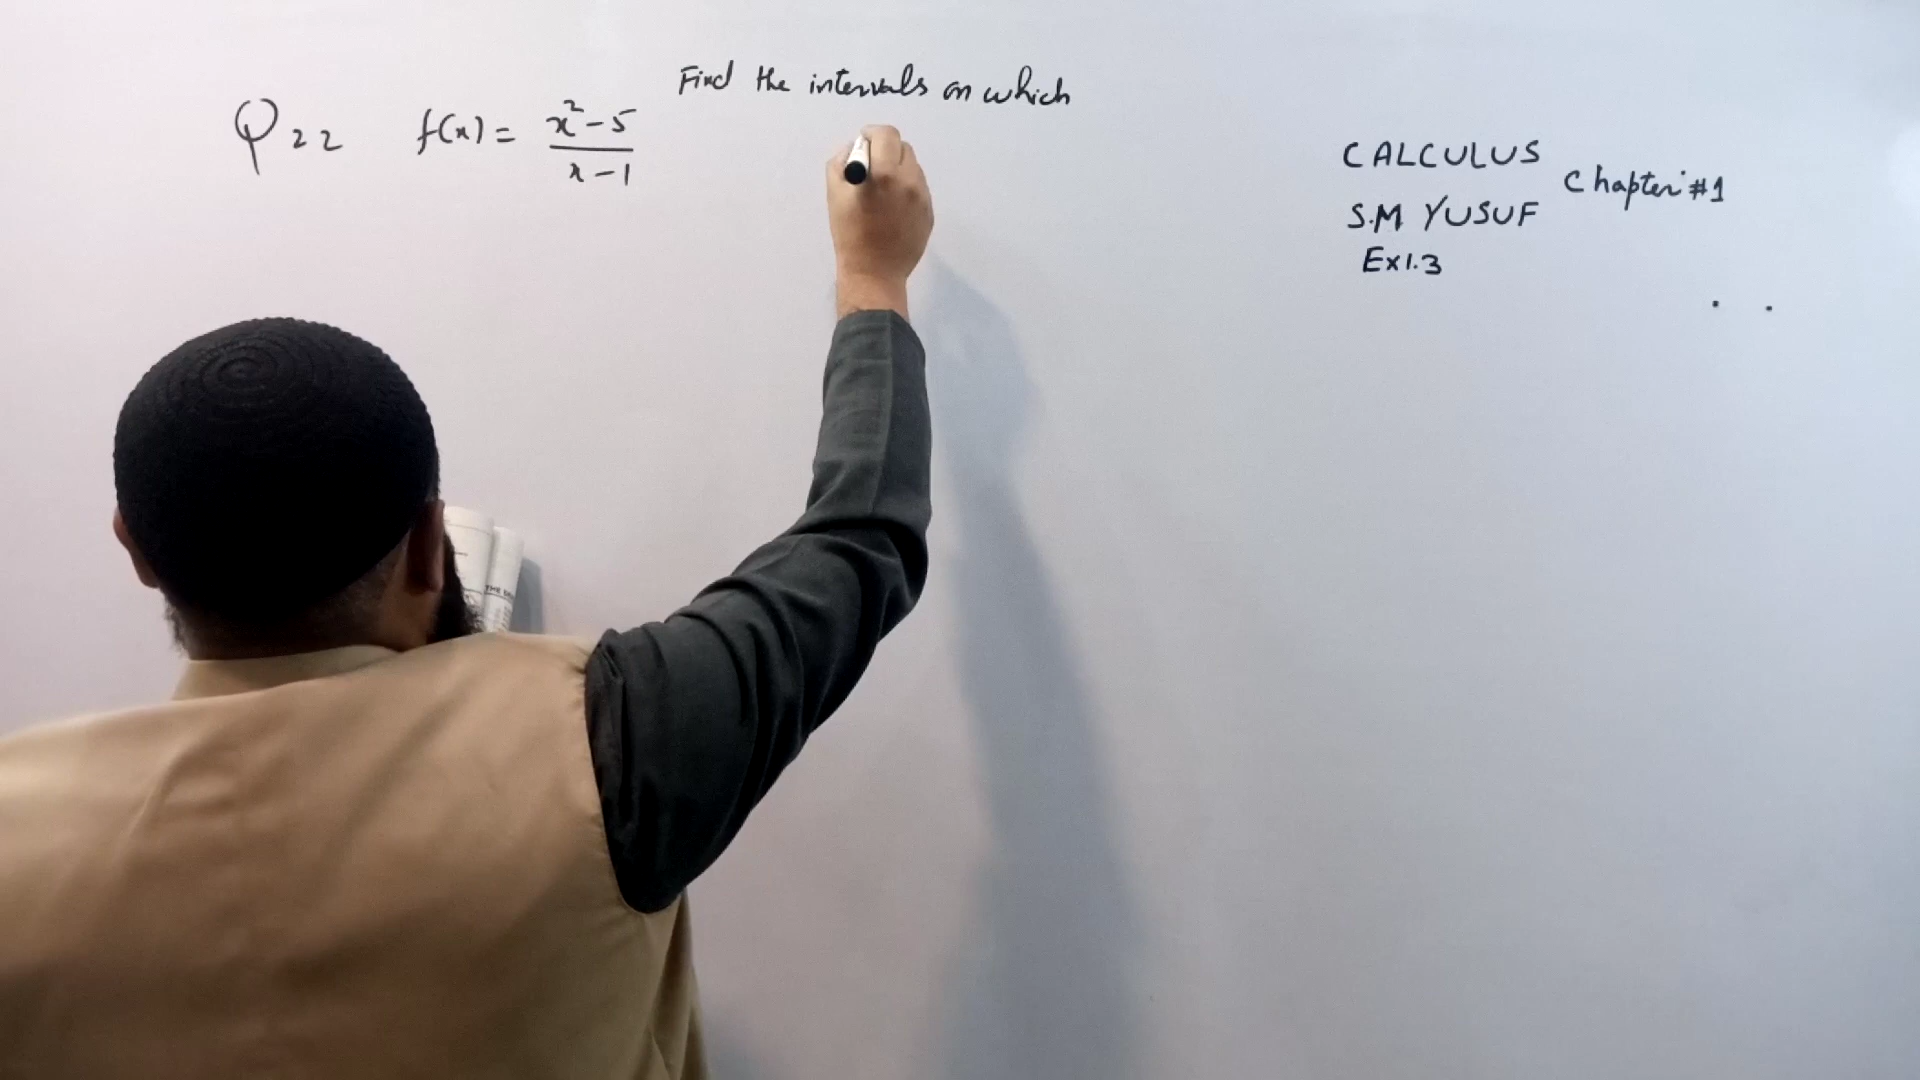 Find the intervals on which
Q22 f(x) = x²-5 / x-1
CALCULUS
Chapter #1
S.M YUSUF
Ex1.3